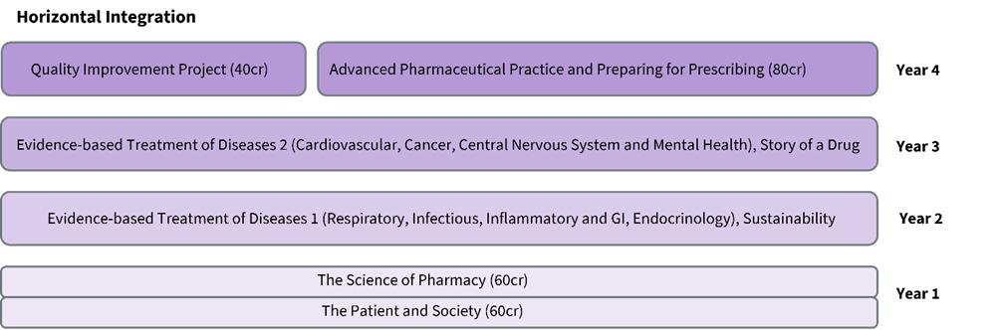 Horizontal Integration
Quality Improvement Project (40cr)
Advanced Pharmaceutical Practice and Preparing for Prescribing (80cr)
Year 4
Evidence-based Treatment of Diseases 2 (Cardiovascular, Cancer, Central Nervous System and Mental Health), Story of a Drug
Year 3
Evidence-based Treatment of Diseases 1 (Respiratory, Infectious, Inflammatory and GI, Endocrinology), Sustainability
Year 2
The Science of Pharmacy (60cr)
The Patient and Society (60cr)
Year 1